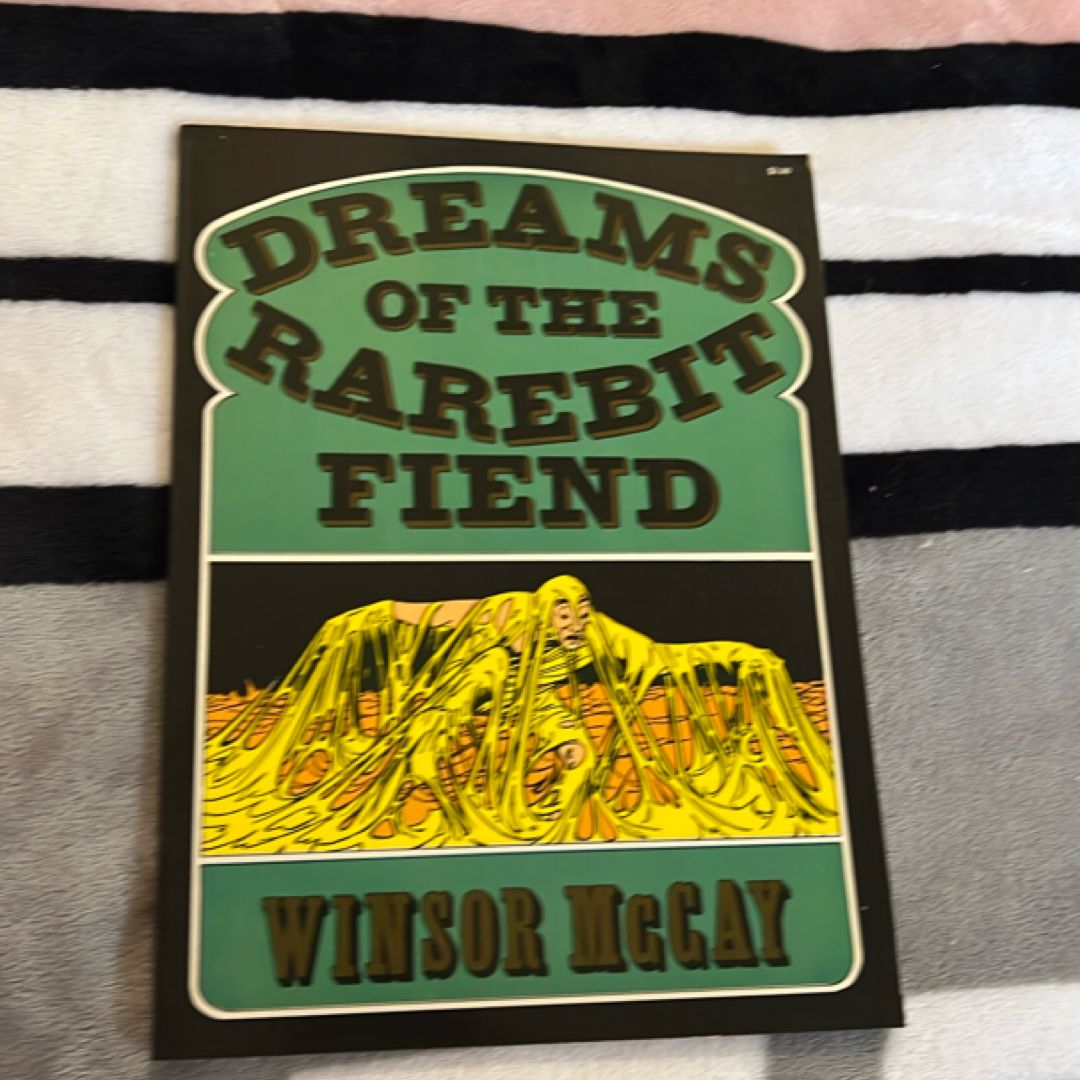 DREAMS
OF THE
RAREBIT
FIEND
WINSOR McCAY